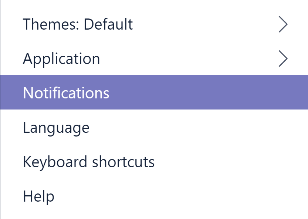 Themes: Default
Application
Notifications
Language
Keyboard shortcuts
Help